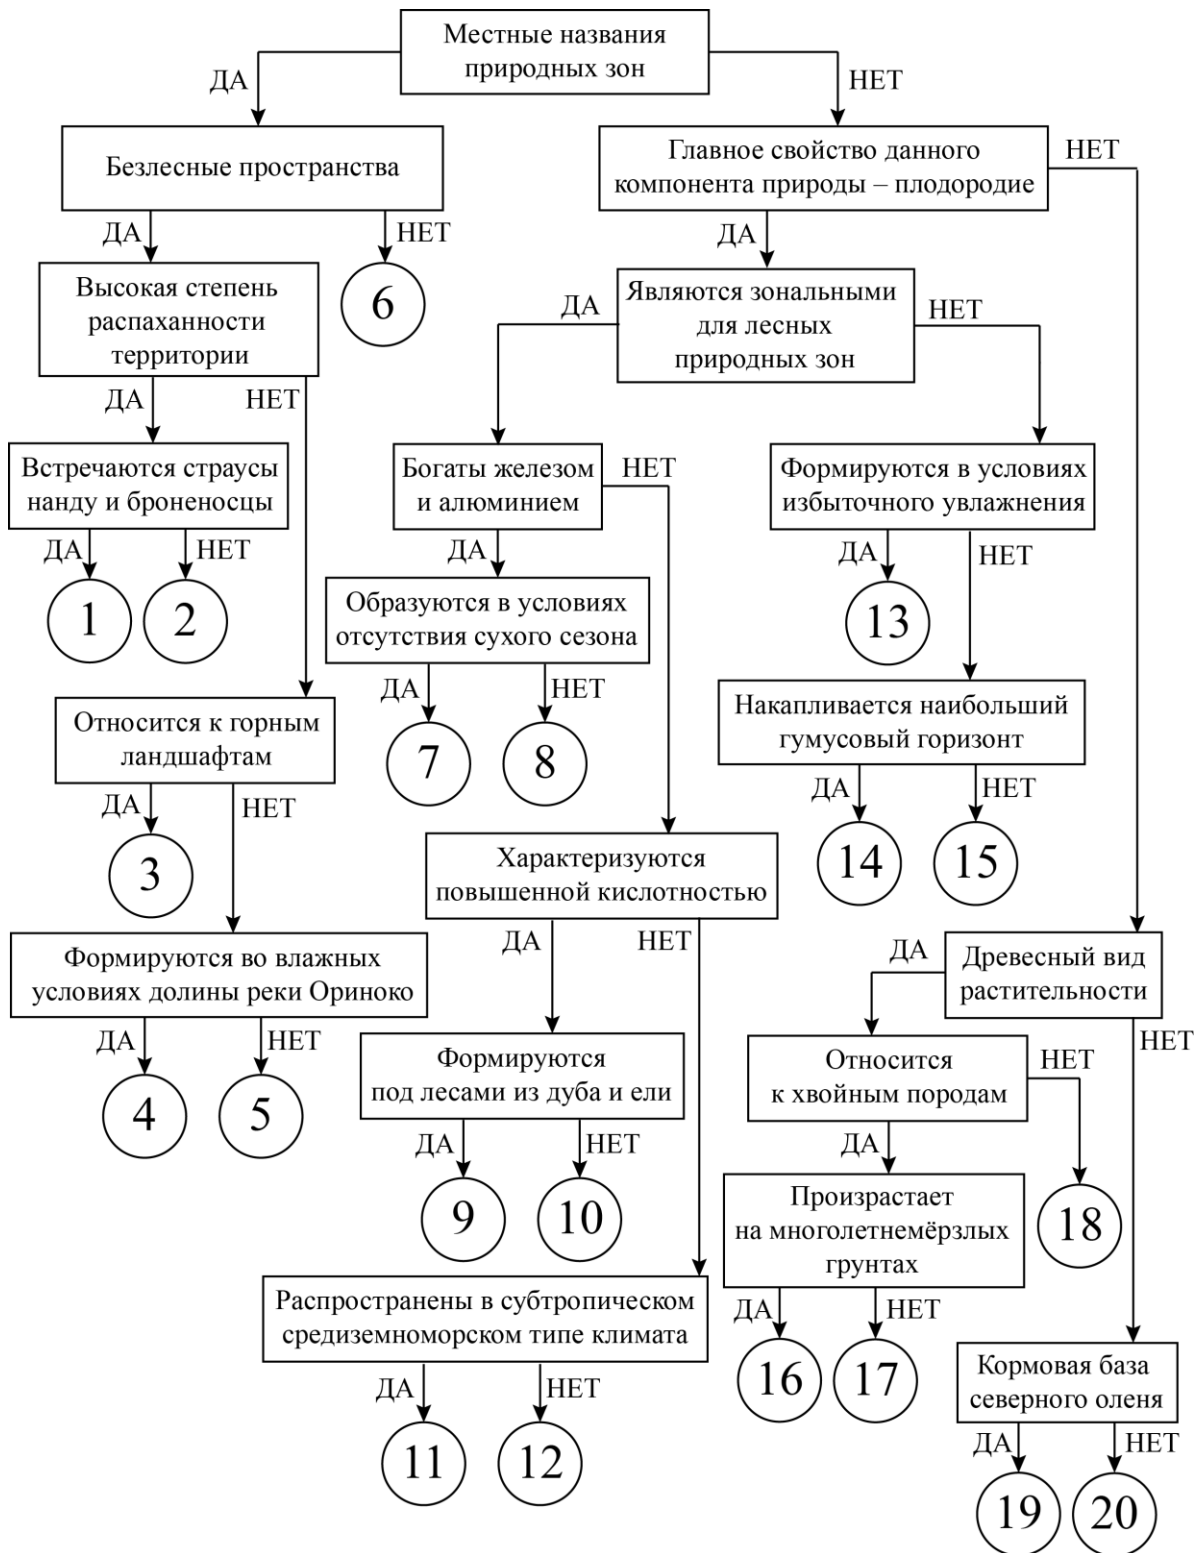 Местные названия
природных зон
ДА
НЕТ
Безлесные пространства
Главное свойство данного
компонента природы – плодородие
НЕТ
ДА
НЕТ
ДА
Высокая степень
распаханности
территории
6
Являются зональными
для лесных
природных зон
ДА
НЕТ
ДА
НЕТ
Встречаются страусы
нанду и броненосцы
Богаты железом
и алюминием
НЕТ
Формируются в условиях
избыточного увлажнения
ДА
НЕТ
ДА
ДА
НЕТ
1
2
Образуются в условиях
отсутствия сухого сезона
13
ДА
НЕТ
Относится к горным
ландшафтам
7
8
Накапливается наибольший
гумусовый горизонт
ДА
НЕТ
ДА
НЕТ
3
Характеризуются
повышенной кислотностью
14
15
ДА
НЕТ
Формируются во влажных
условиях долины реки Ориноко
ДА
Древесный вид
растительности
ДА
НЕТ
НЕТ
4
5
Формируются
под лесами из дуба и ели
Относится
к хвойным породам
НЕТ
ДА
НЕТ
ДА
9
10
Произрастает
на многолетнемёрзлых
грунтах
18
Распространены в субтропическом
средиземноморском типе климата
ДА
НЕТ
16
17
Кормовая база
северного оленя
ДА
НЕТ
11
12
ДА
НЕТ
19
20